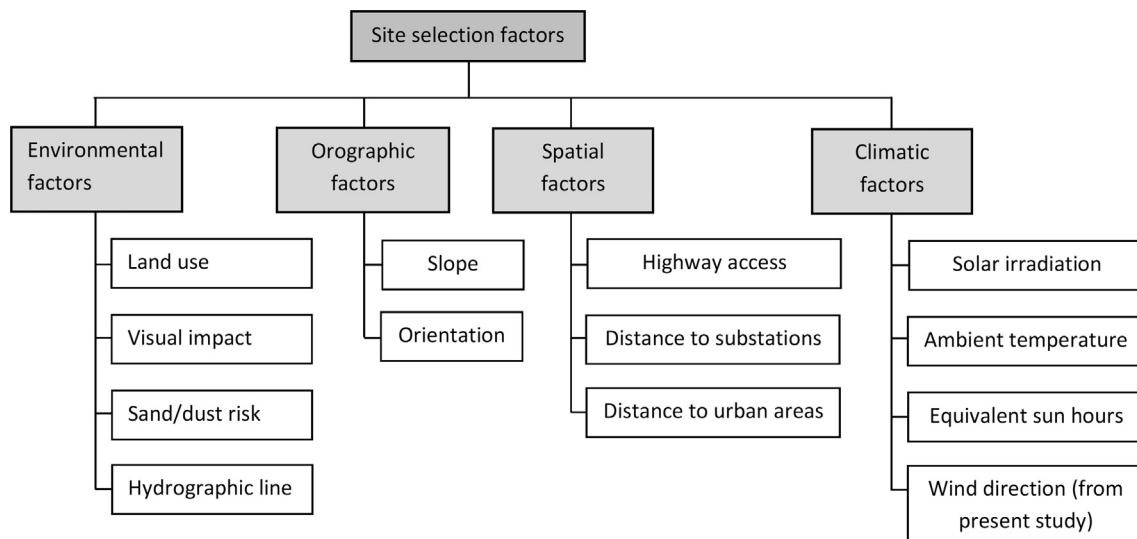 Site selection factors
Environmental
factors
Orographic
factors
Spatial
factors
Climatic
factors
Land use
Visual impact
Sand/dust risk
Hydrographic line
Slope
Orientation
Highway access
Distance to substations
Distance to urban areas
Solar irradiation
Ambient temperature
Equivalent sun hours
Wind direction (from
present study)